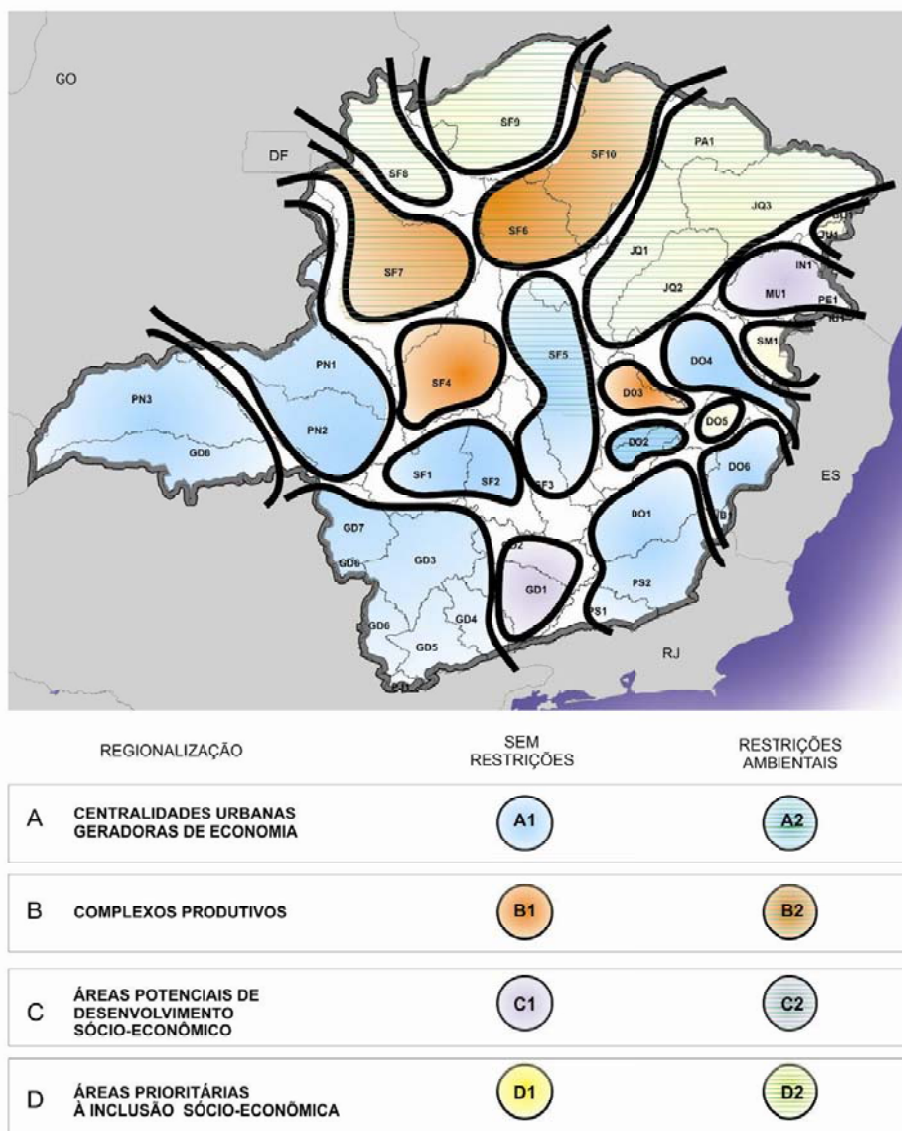 GO
DF
SF9
SF8
SF10
PA1
SF7
SF6
JQ3
JQ1
JQ2
JU1
IN1
MU1
PE1
SM1
PN1
PN3
PN2
GD8
SF4
SF5
DO4
DO3
DO5
DO2
DO6
SF1
SF2
SF3
ES
DO1
GD7
GD3
GD2
GD1
PS2
PS1
GD6
GD6
GD4
GD5
RJ
REGIONALIZAÇÃO
SEM
RESTRIÇÕES
RESTRIÇÕES
AMBIENTAIS
A
CENTRALIDADES URBANAS
GERADORAS DE ECONOMIA
A1
A2
B
COMPLEXOS PRODUTIVOS
B1
B2
C
ÁREAS POTENCIAIS DE
DESENVOLVIMENTO
SÓCIO-ECONÔMICO
C1
C2
D
ÁREAS PRIORITÁRIAS
À INCLUSÃO SÓCIO-ECONÔMICA
D1
D2